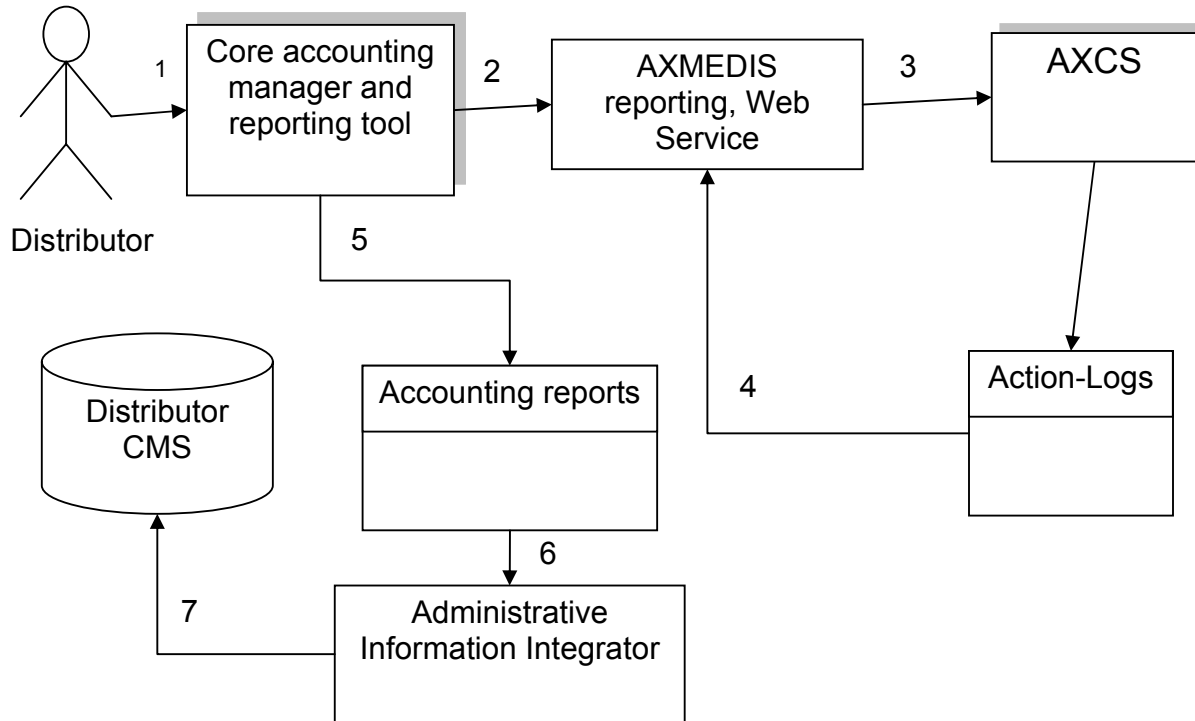 1
Core accounting
manager and
reporting tool
2
AXMEDIS
reporting, Web
Service
3
AXCS
Distributor
5
4
Action-Logs
Accounting reports
Distributor
CMS
6
7
Administrative
Information Integrator